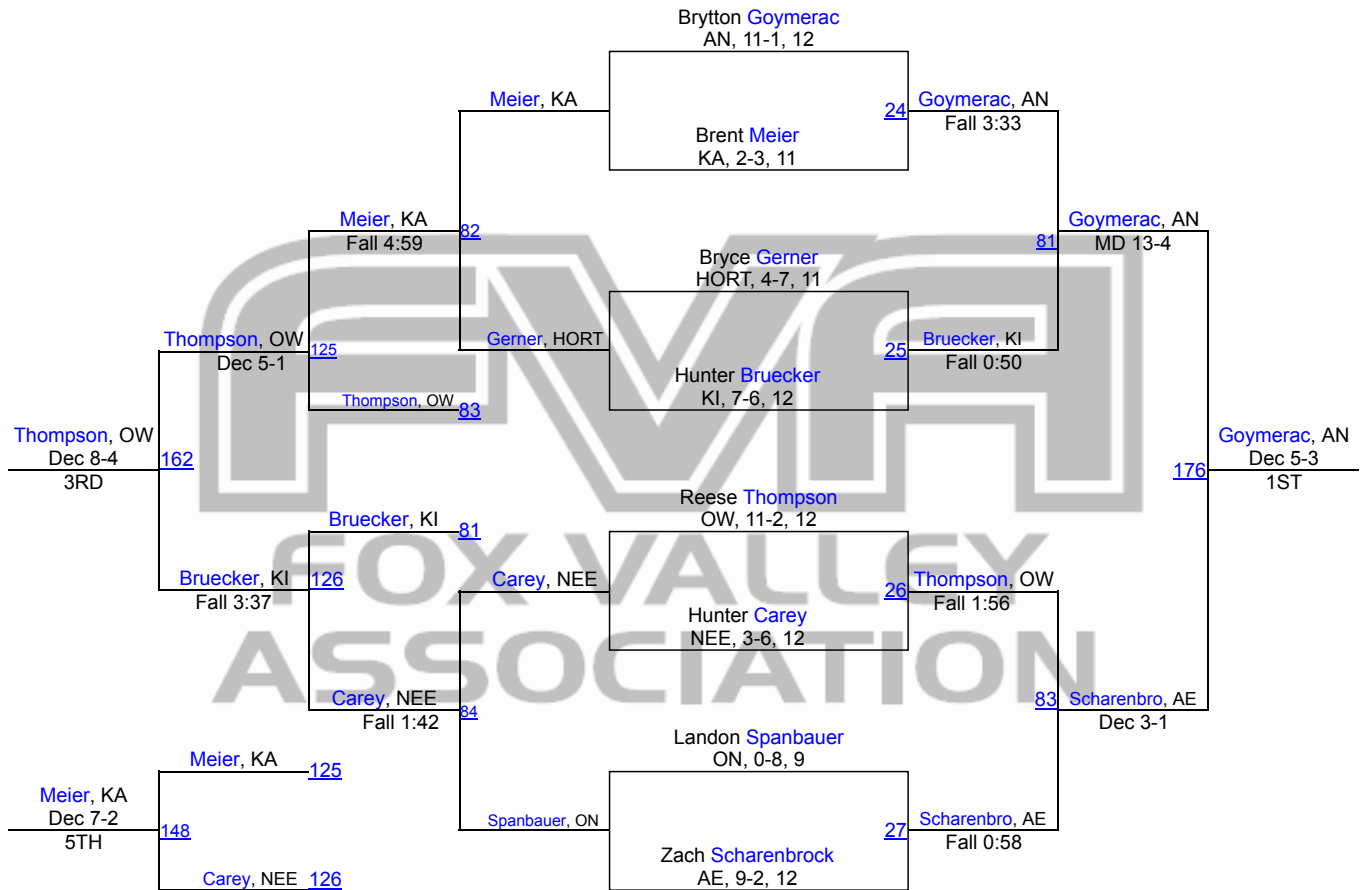 Brytton Goymerac
AN, 11-1, 12
Meier, KA
24
Goymerac, AN
Fall 3:33
Brent Meier
KA, 2-3, 11
Meier, KA
Fall 4:59
82
81
Goymerac, AN
MD 13-4
Bryce Gerner
HORT, 4-7, 11
Thompson, OW
Dec 5-1
125
Gerner, HORT
25
Bruecker, KI
Fall 0:50
Hunter Bruecker
KI, 7-6, 12
Thompson, OW
83
Thompson, OW
Dec 8-4
3RD
162
176
Goymerac, AN
Dec 5-3
1ST
FVA
Reese Thompson
OW, 11-2, 12
Bruecker, KI
81
FOX VALLEY
Bruecker, KI
Fall 3:37
126
Carey, NEE
26
Thompson, OW
Fall 1:56
Hunter Carey
NEE, 3-6, 12
ASSOCIATION
Carey, NEE
Fall 1:42
84
83
Scharenbro, AE
Dec 3-1
Landon Spanbauer
ON, 0-8, 9
Meier, KA
125
Meier, KA
Dec 7-2
5TH
148
Spanbauer, ON
27
Scharenbro, AE
Fall 0:58
Zach Scharenbrock
AE, 9-2, 12
Carey, NEE
126